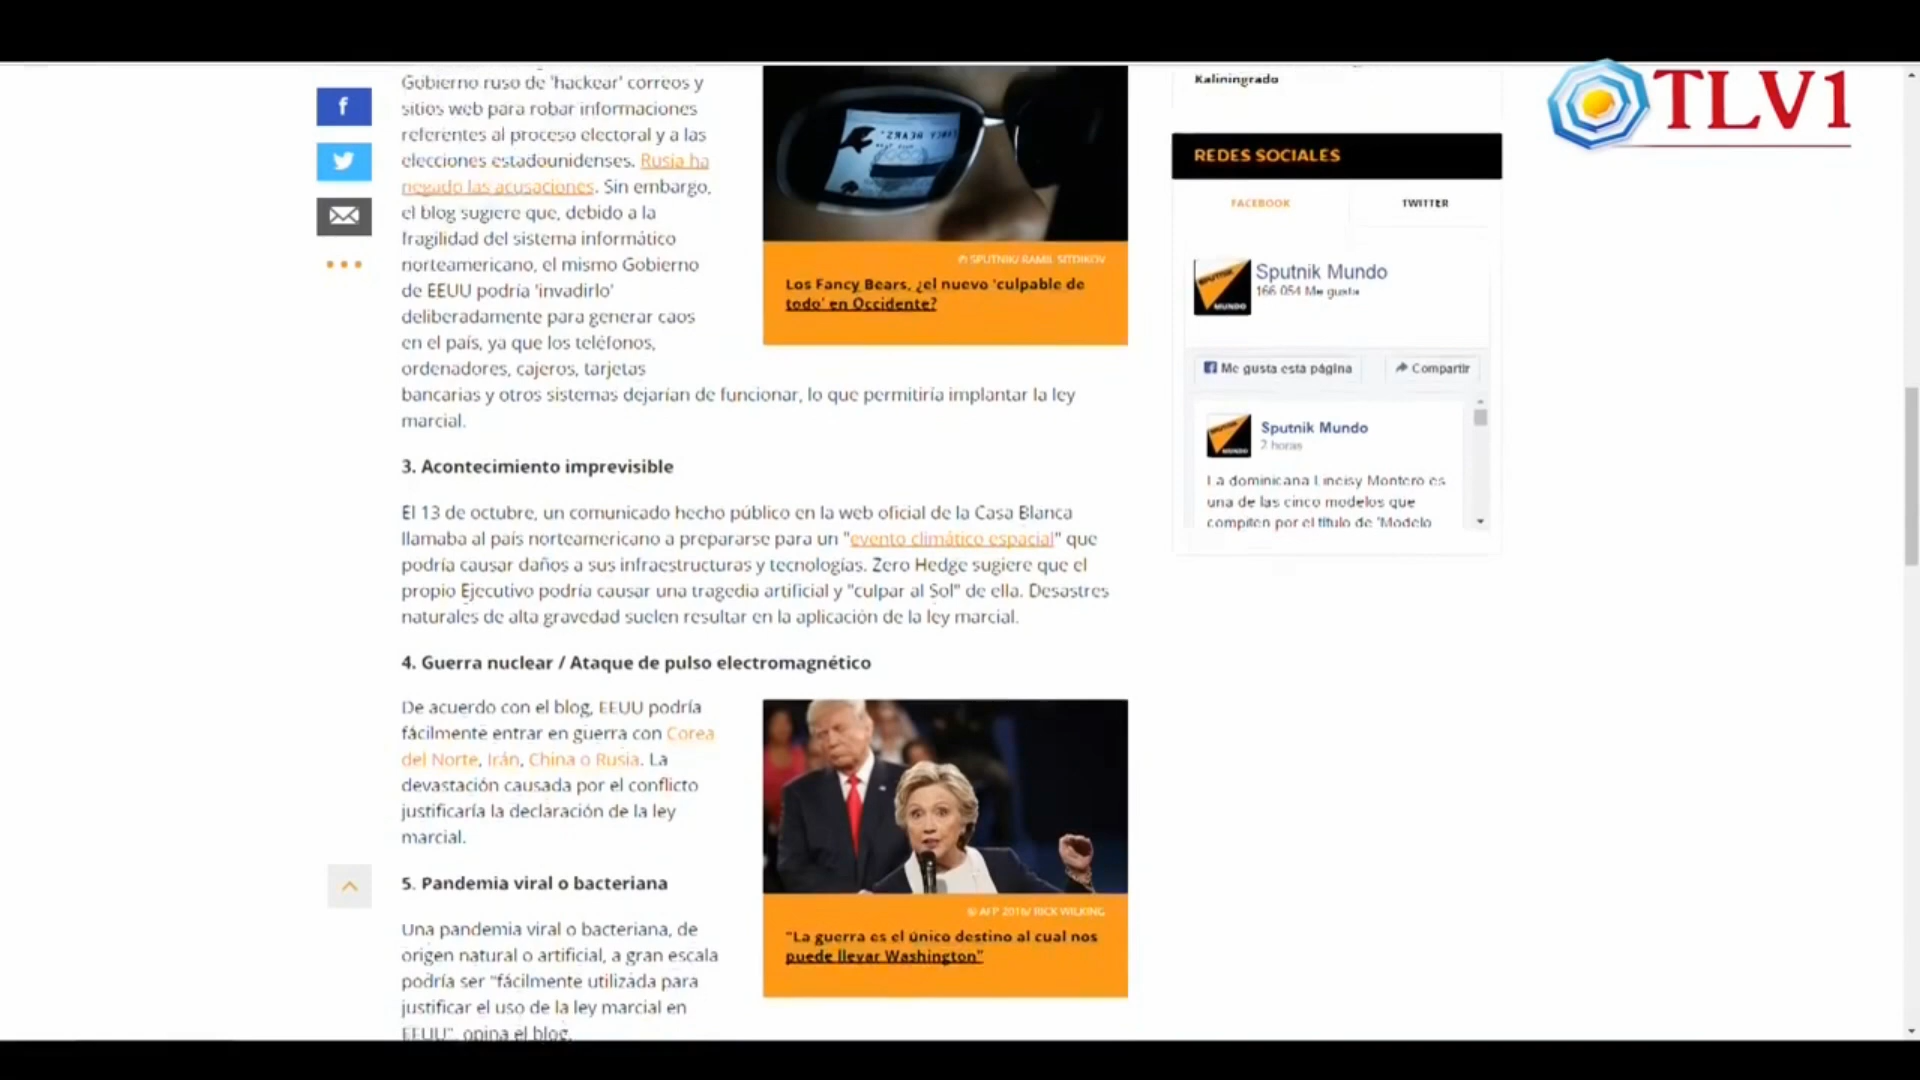 Gobierno ruso de 'hackear' correos y
sitios web para robar informaciones
referentes al proceso electoral y a las
elecciones estadounidenses. Rusia ha
negado las acusaciones. Sin embargo,
el blog sugiere que, debido a la
fragilidad del sistema informático
norteamericano, el mismo Gobierno
de EEUU podría 'invadirlo'
deliberadamente para generar caos
en el país, ya que los teléfonos,
ordenadores, cajeros, tarjetas
bancarias y otros sistemas dejarían de funcionar, lo que permitiría implantar la ley
marcial.
© SPUTNIK/ RAMIL SITDIKOV
Los Fancy Bears, ¿el nuevo 'culpable de
todo' en Occidente?
3. Acontecimiento imprevisible
El 13 de octubre, un comunicado hecho público en la web oficial de la Casa Blanca
llamaba al país norteamericano a prepararse para un "evento climático espacial" que
podría causar daños a sus infraestructuras y tecnologías. Zero Hedge sugiere que el
propio Ejecutivo podría causar una tragedia artificial y "culpar al Sol" de ella. Desastres
naturales de alta gravedad suelen resultar en la aplicación de la ley marcial.
4. Guerra nuclear / Ataque de pulso electromagnético
De acuerdo con el blog, EEUU podría
fácilmente entrar en guerra con Corea
del Norte, Irán, China o Rusia. La
devastación causada por el conflicto
justificaría la declaración de la ley
marcial.
© AFP 2016/ RICK WILKING
"La guerra es el único destino al cual nos
puede llevar Washington"
5. Pandemia viral o bacteriana
Una pandemia viral o bacteriana, de
origen natural o artificial, a gran escala
podría ser "fácilmente utilizada para
justificar el uso de la ley marcial en
EEUU", opina el blog.
Kaliningrado
REDES SOCIALES
FACEBOOK
TWITTER
SPUTNIK
MUNDO
Sputnik Mundo
166 054 Me gusta
Me gusta esta página
Compartir
SPUTNIK
MUNDO
Sputnik Mundo
2 horas
La dominicana Lineisy Montero es
una de las cinco modelos que
compiten por el título de 'Modelo
TLV1